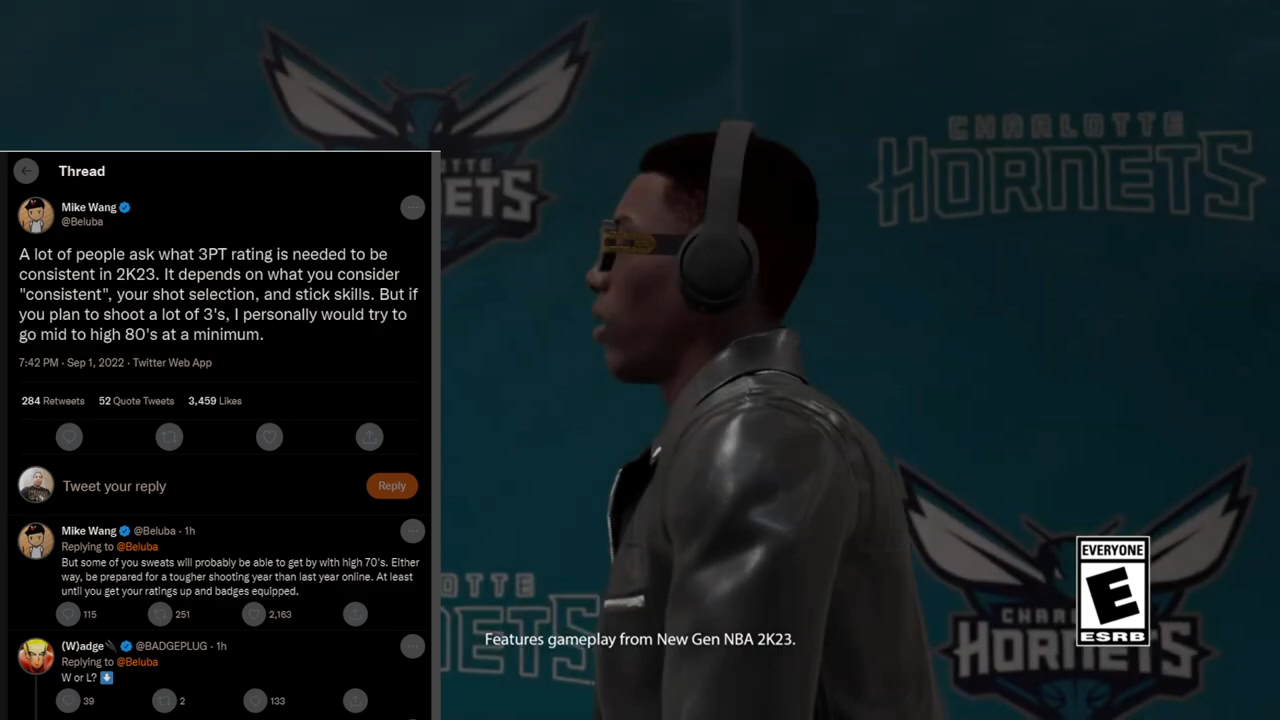 Thread
Mike Wang
@Beluba
A lot of people ask what 3PT rating is needed to be
consistent in 2K23. It depends on what you consider
"consistent", your shot selection, and stick skills. But if
you plan to shoot a lot of 3's, I personally would try to
go mid to high 80's at a minimum.
7:42 PM · Sep 1, 2022 · Twitter Web App
284 Retweets 52 Quote Tweets 3,459 Likes
Tweet your reply
Reply
Mike Wang @Beluba · 1h
Replying to @Beluba
But some of you sweats will probably be able to get by with high 70's. Either
way, be prepared for a tougher shooting year than last year online. At least
until you get your ratings up and badges equipped.
115 251 2,163
(W)adge @BADGEPLUG · 1h
Replying to @Beluba
W or L?
39 2 133
OTTE
NETS
CHARLOTTE
HORNETS
OTTE
NETS
Features gameplay from New Gen NBA 2K23.
CHARL
HORNETS
EVERYONE
E
ESRB